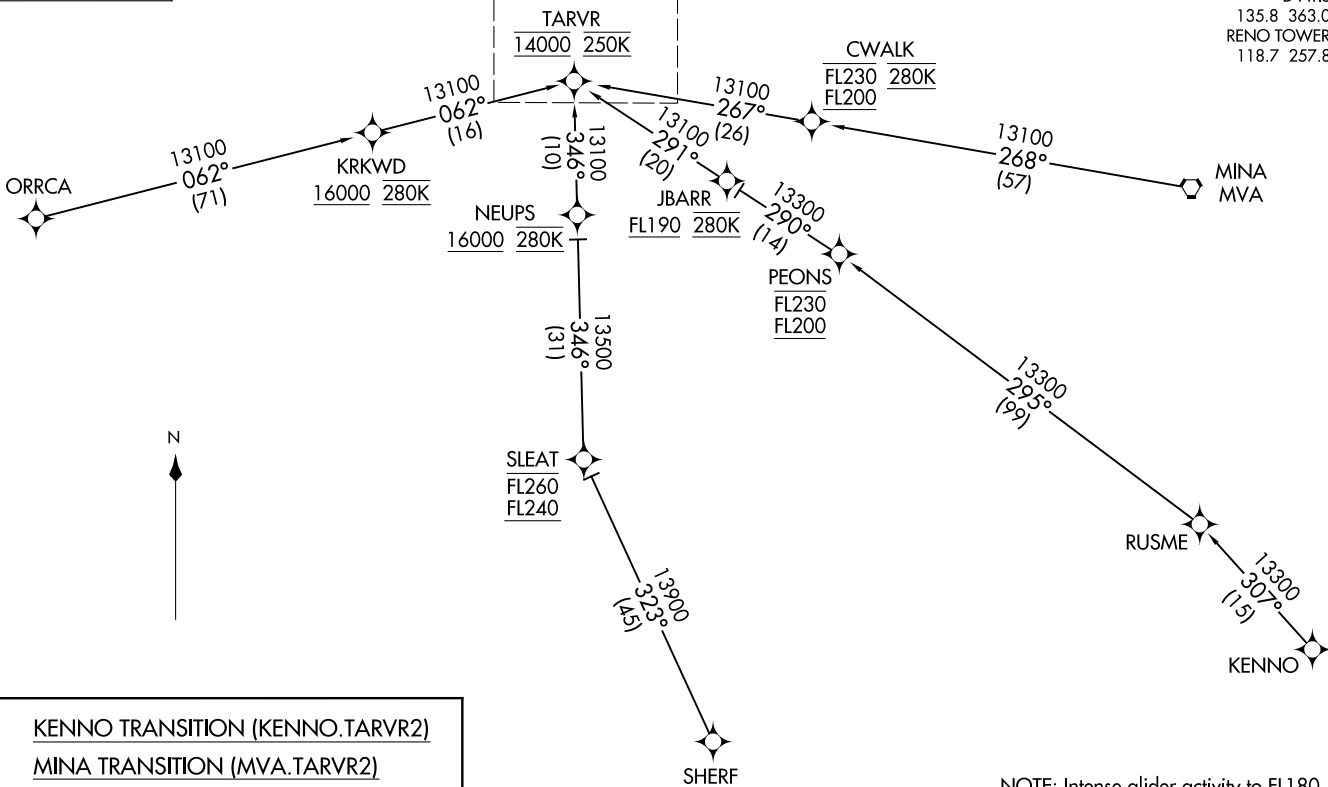 135.8 363.0
RENO TOWER
118.7 257.8
TARVR
14000 250K
CWALK
FL230 280K
FL200
13100
062°
(16)
13100
267°
(26)
13100
291°
(20)
13100
346°
(10)
13100
268°
(57)
MINA
MVA
13100
062°
(71)
ORRCA
KRKWD
16000 280K
JBARR
FL190 280K
NEUPS
16000 280K
13300
290°
(14)
PEONS
FL230
FL200
13500
346°
(31)
13300
295°
(99)
N
SLEAT
FL260
FL240
RUSME
13300
307°
(15)
13900
323°
(45)
KENNO
SHERF
KENNO TRANSITION (KENNO.TARVR2)
MINA TRANSITION (MVA.TARVR2)
NOTE: Intense glider activity to FL180